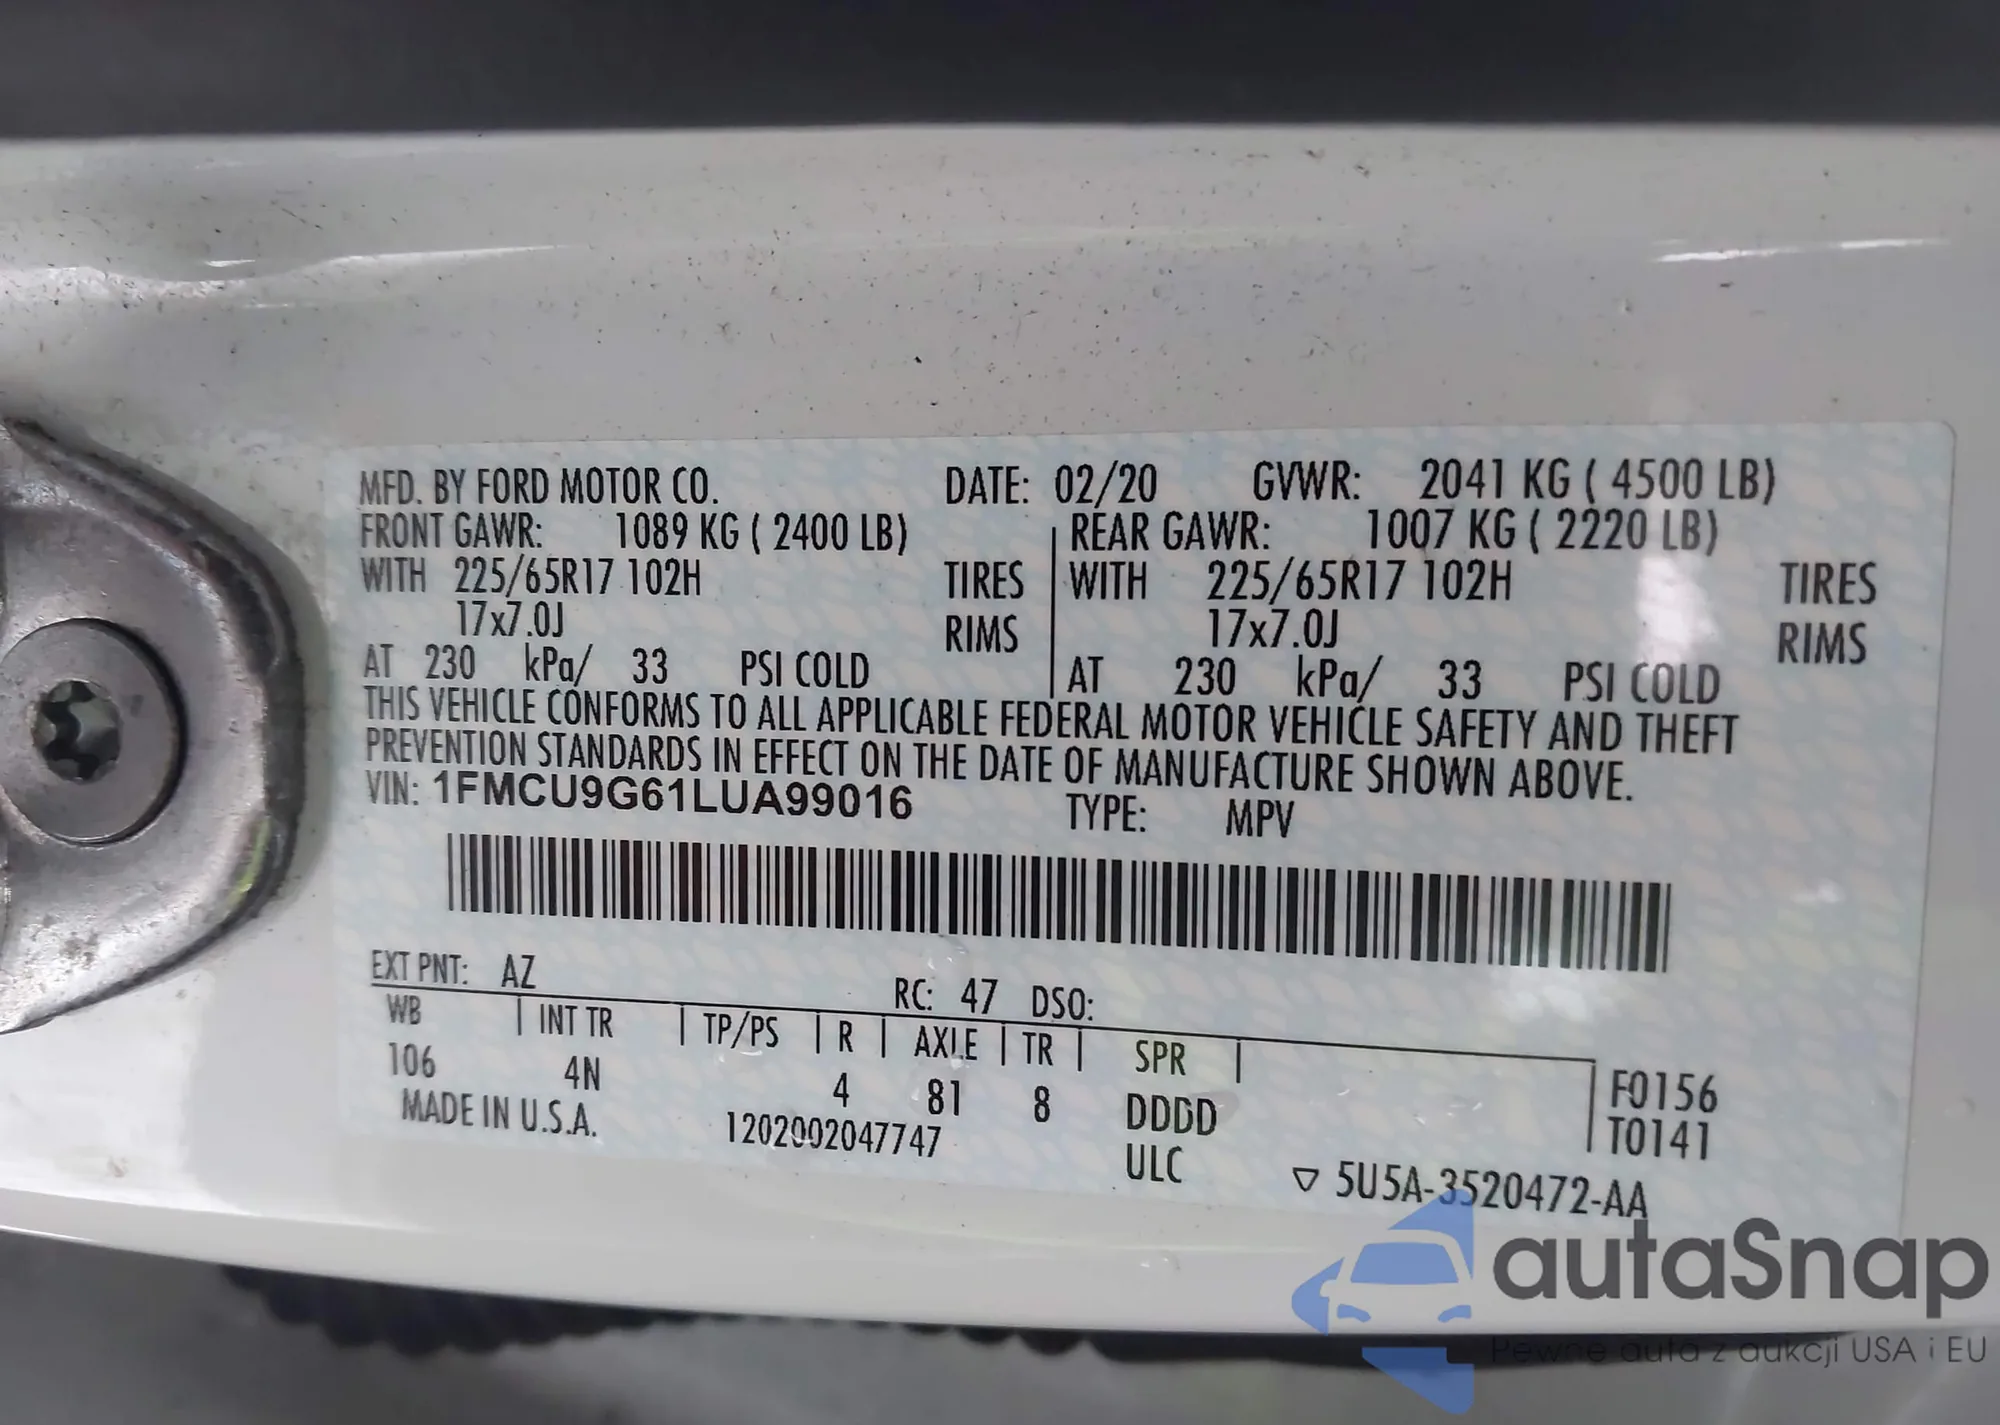 MFD. BY FORD MOTOR CO. DATE: 02/20 GVWR: 2041 KG ( 4500 LB)
FRONT GAWR: 1089 KG ( 2400 LB) REAR GAWR: 1007 KG ( 2220 LB)
WITH 225/65R17 102H TIRES WITH 225/65R17 102H TIRES
17x7.0J RIMS 17x7.0J RIMS
AT 230 kPa/ 33 PSI COLD AT 230 kPa/ 33 PSI COLD
THIS VEHICLE CONFORMS TO ALL APPLICABLE FEDERAL MOTOR VEHICLE SAFETY AND THEFT
PREVENTION STANDARDS IN EFFECT ON THE DATE OF MANUFACTURE SHOWN ABOVE.
VIN: 1FMCU9G61LUA99016 TYPE: MPV
EXT PNT: AZ RC: 47 DSO:
WB INT TR TP/PS R AXLE TR SPR
106 4N 4 81 8 DDDD F0156
MADE IN U.S.A. 1202002047747 ULC T0141
▽ 5U5A-3520472-AA
autaSnap
Pewne auta z aukcji USA i EU